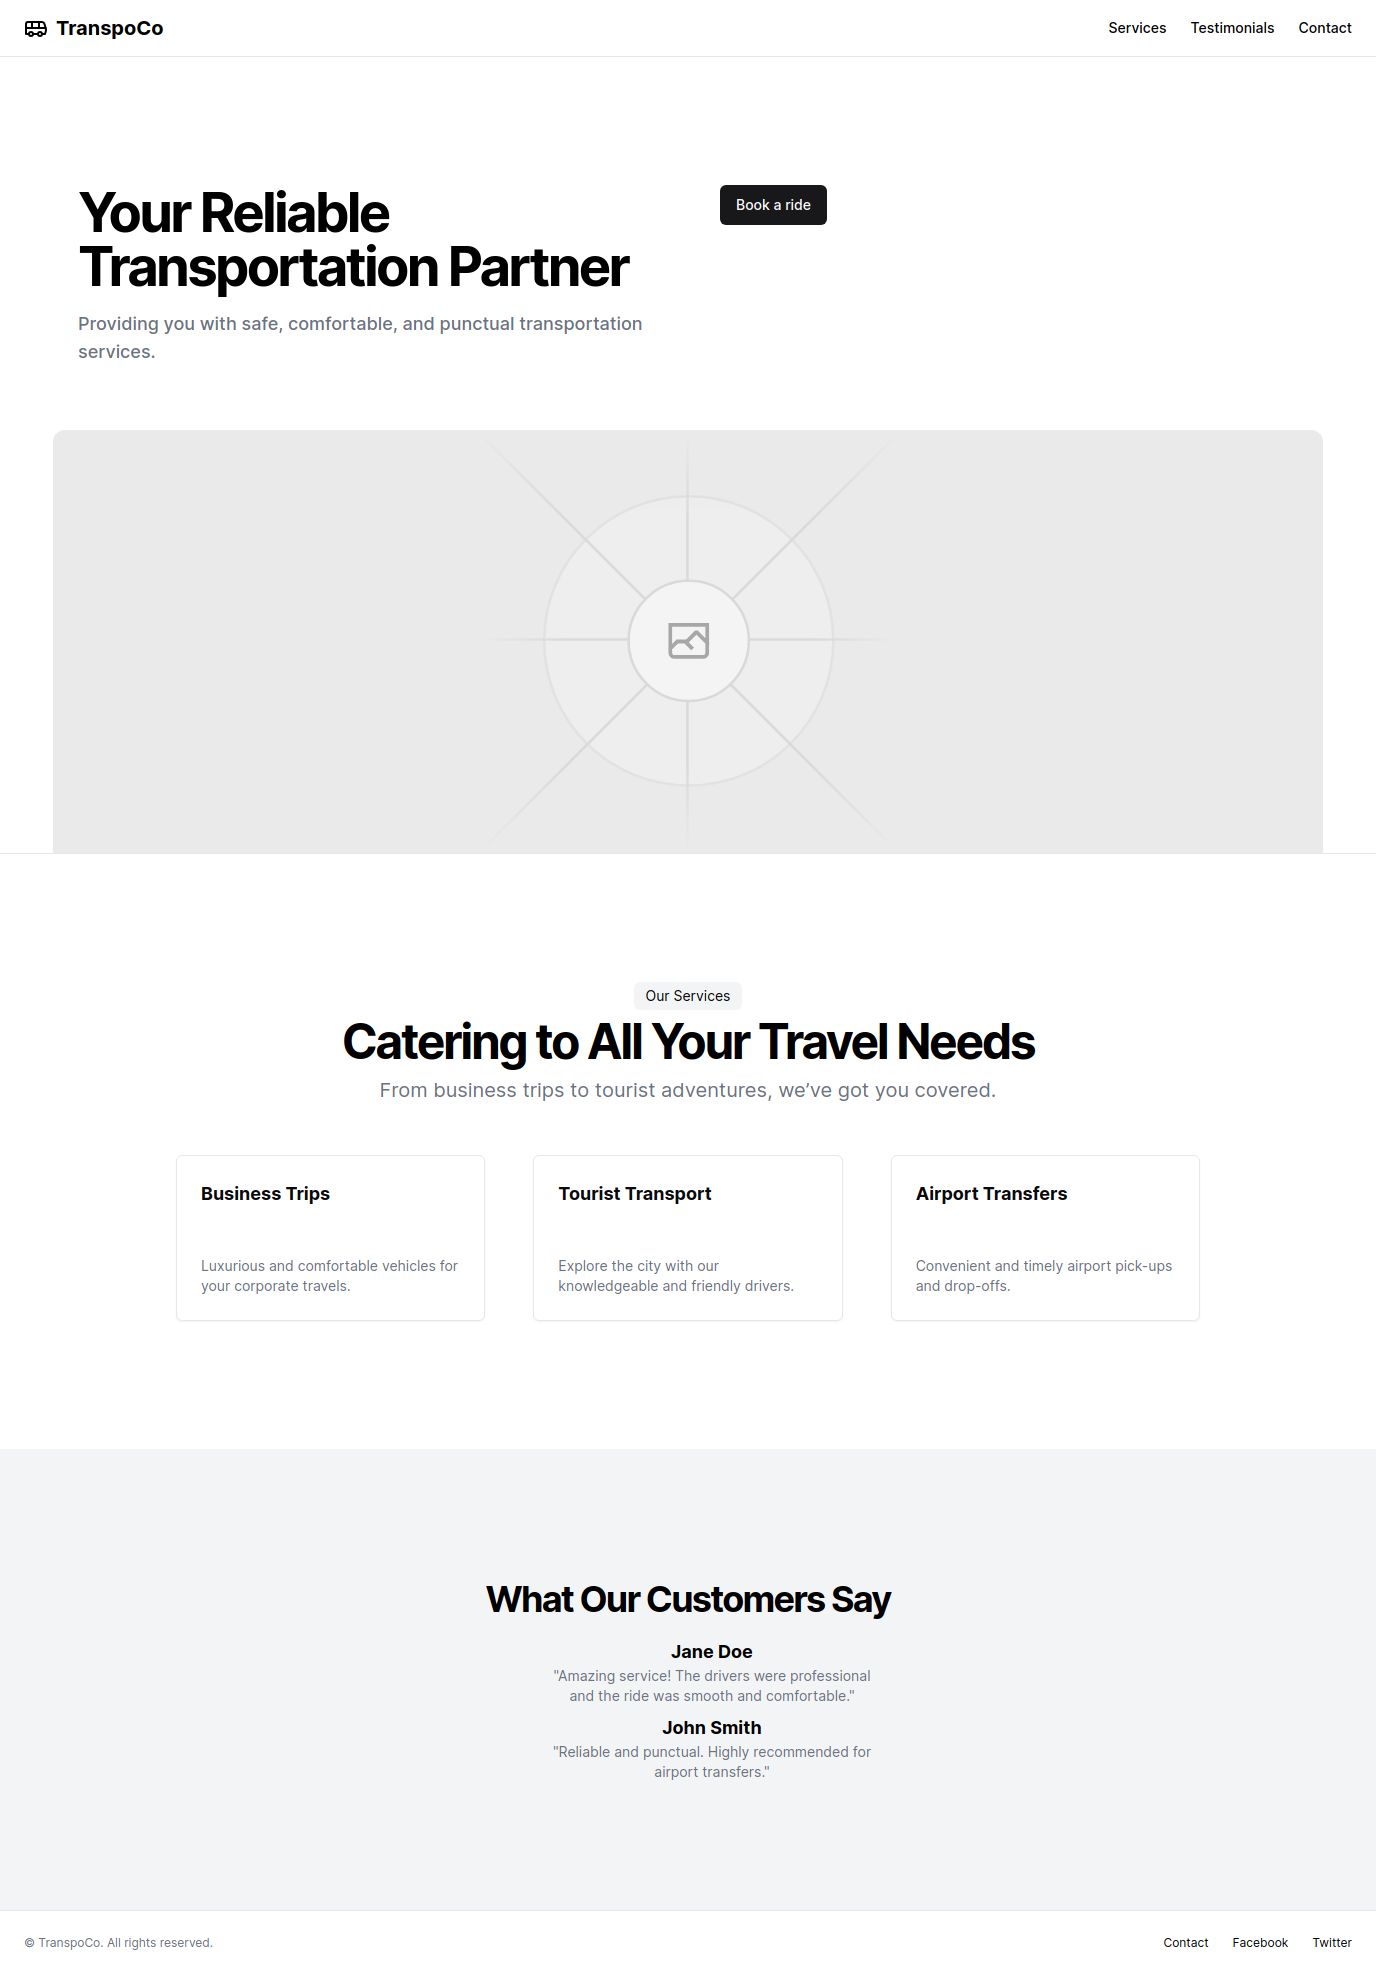 TranspoCo
Services
Testimonials
Contact
Your Reliable
Transportation Partner
Providing you with safe, comfortable, and punctual transportation
services.
Book a ride
Our Services
Catering to All Your Travel Needs
From business trips to tourist adventures, we’ve got you covered.
Business Trips
Luxurious and comfortable vehicles for
your corporate travels.
Tourist Transport
Explore the city with our
knowledgeable and friendly drivers.
Airport Transfers
Convenient and timely airport pick-ups
and drop-offs.
What Our Customers Say
Jane Doe
"Amazing service! The drivers were professional
and the ride was smooth and comfortable."
John Smith
"Reliable and punctual. Highly recommended for
airport transfers."
© TranspoCo. All rights reserved.
Contact
Facebook
Twitter